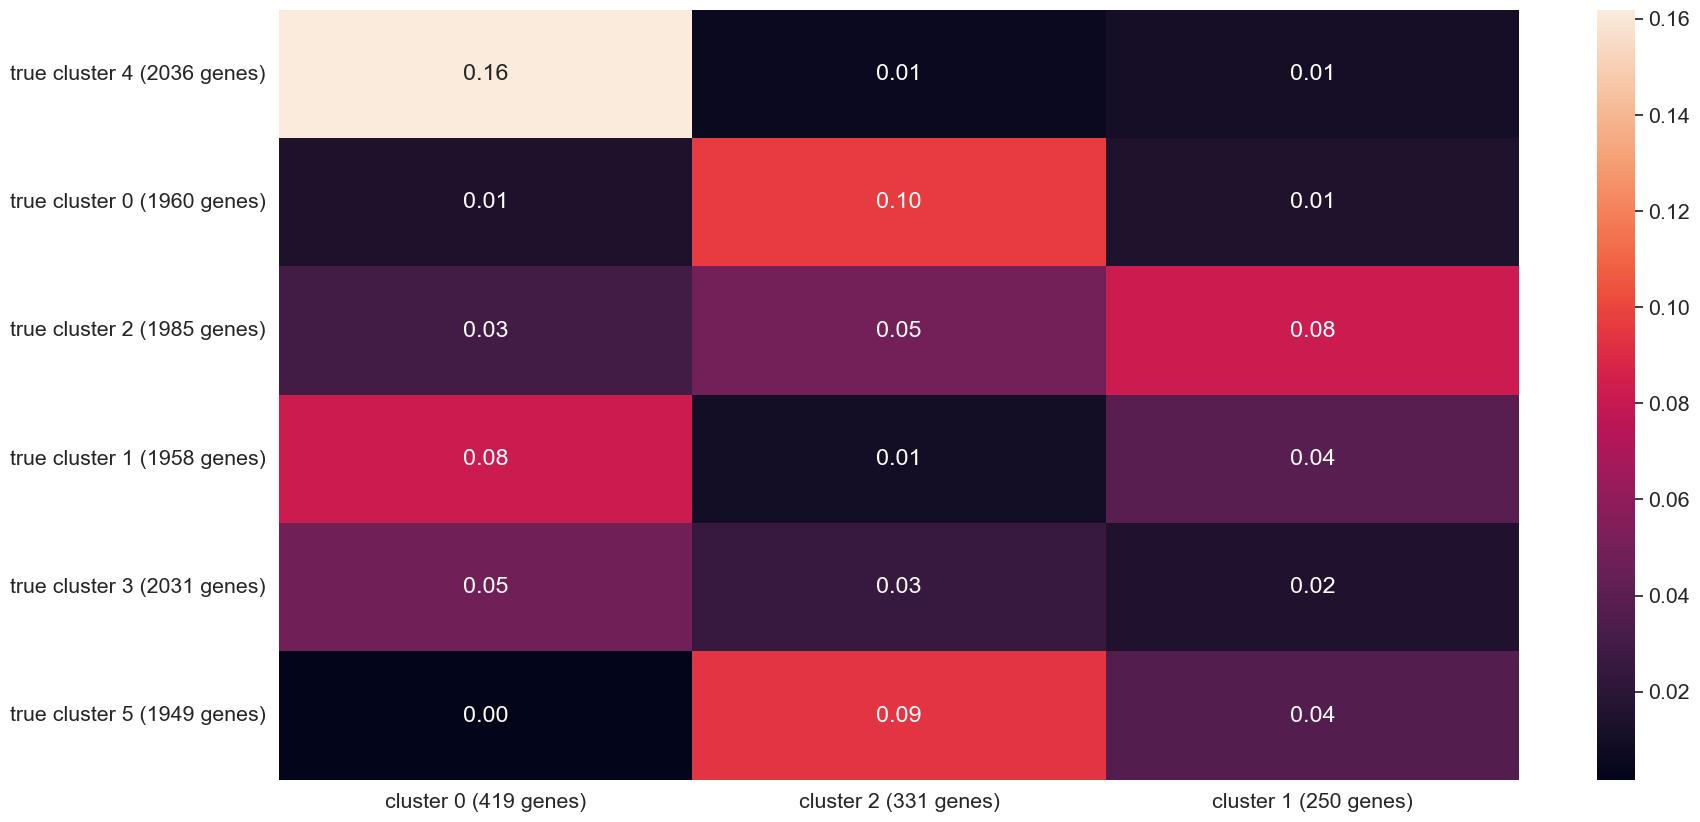 true cluster 4 (2036 genes) 0.16 0.01 0.01
true cluster 0 (1960 genes) 0.01 0.10 0.01
true cluster 2 (1985 genes) 0.03 0.05 0.08
true cluster 1 (1958 genes) 0.08 0.01 0.04
true cluster 3 (2031 genes) 0.05 0.03 0.02
true cluster 5 (1949 genes) 0.00 0.09 0.04
cluster 0 (419 genes) cluster 2 (331 genes) cluster 1 (250 genes)
0.16
0.14
0.12
0.10
0.08
0.06
0.04
0.02